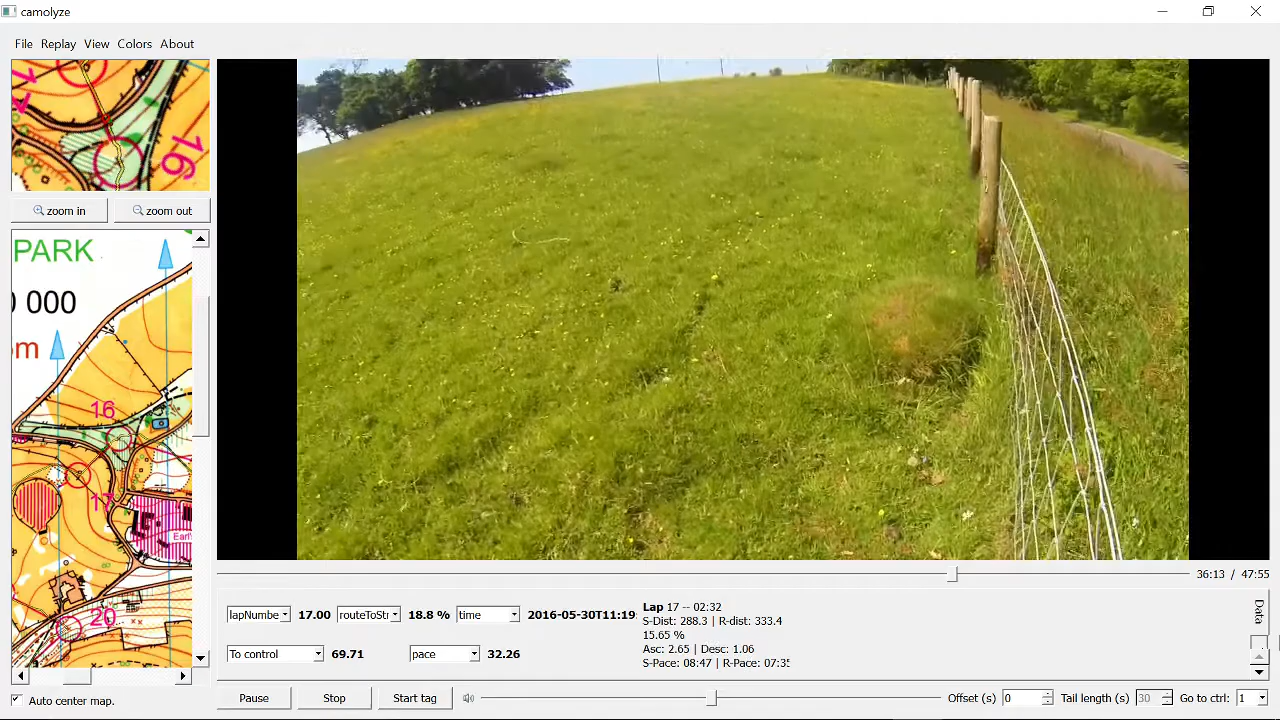 camolyze
File Replay View Colors About
16
zoom in zoom out
PARK
0 000
m
16
17
Earl'
20
36:13 / 47:55
Data
lapNumbe 17.00 routeToStr 18.8 % time 2016-05-30T11:19:
To control 69.71 pace 32.26
Lap 17 -- 02:32
S-Dist: 288.3 | R-dist: 333.4
15.65 %
Asc: 2.65 | Desc: 1.06
S-Pace: 08:47 | R-Pace: 07:35
Auto center map.
Pause Stop Start tag Offset (s) 0 Tail length (s) 30 Go to ctrl: 1